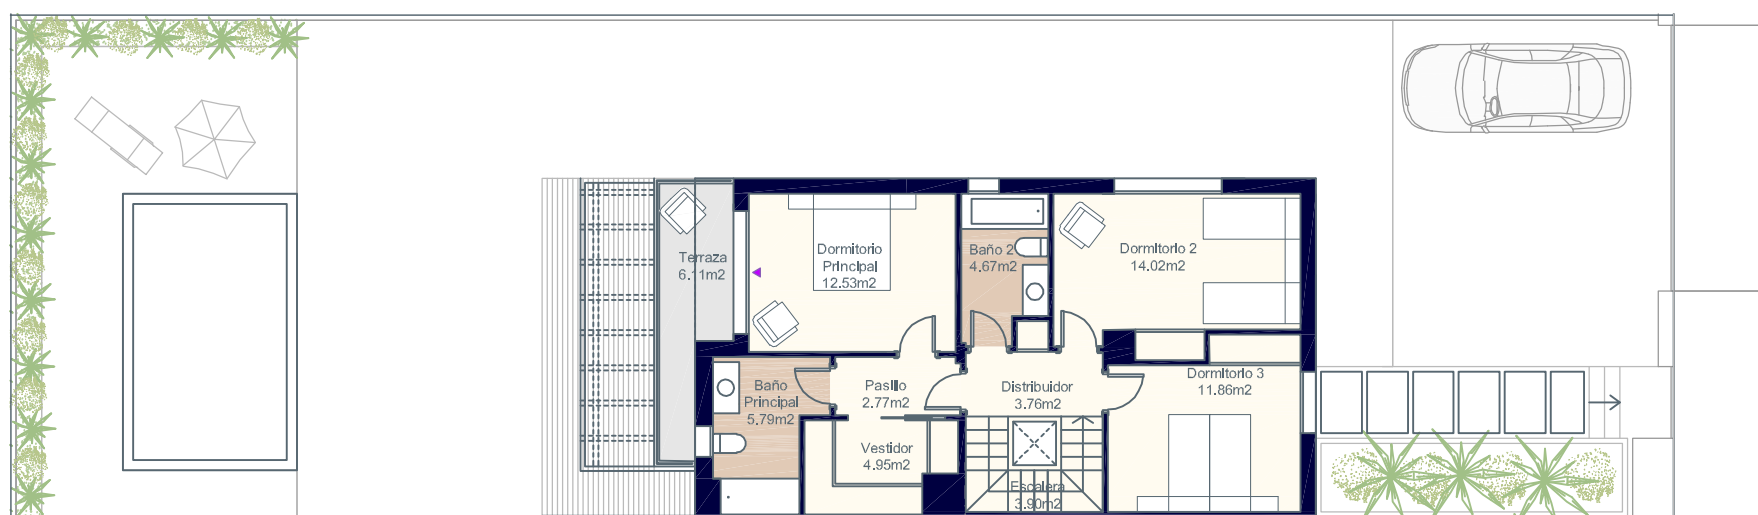 Terraza
6.11m2
Dormitorio
Principal
12.53m2
Baño 2
4.67m2
Dormitorio 2
14.02m2
Baño
Principal
5.79m2
Pasillo
2.77m2
Distribuidor
3.76m2
Dormitorio 3
11.86m2
Vestidor
4.95m2
Escalera
3.90m2